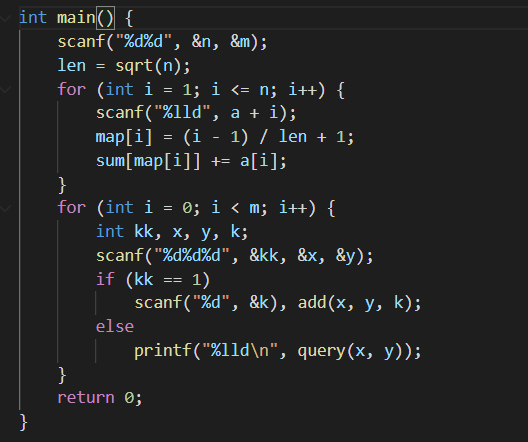 int main() {
    scanf("%d%d", &n, &m);
    len = sqrt(n);
    for (int i = 1; i <= n; i++) {
        scanf("%lld", a + i);
        map[i] = (i - 1) / len + 1;
        sum[map[i]] += a[i];
    }
    for (int i = 0; i < m; i++) {
        int kk, x, y, k;
        scanf("%d%d%d", &kk, &x, &y);
        if (kk == 1)
            scanf("%d", &k), add(x, y, k);
        else
            printf("%lld\n", query(x, y));
    }
    return 0;
}